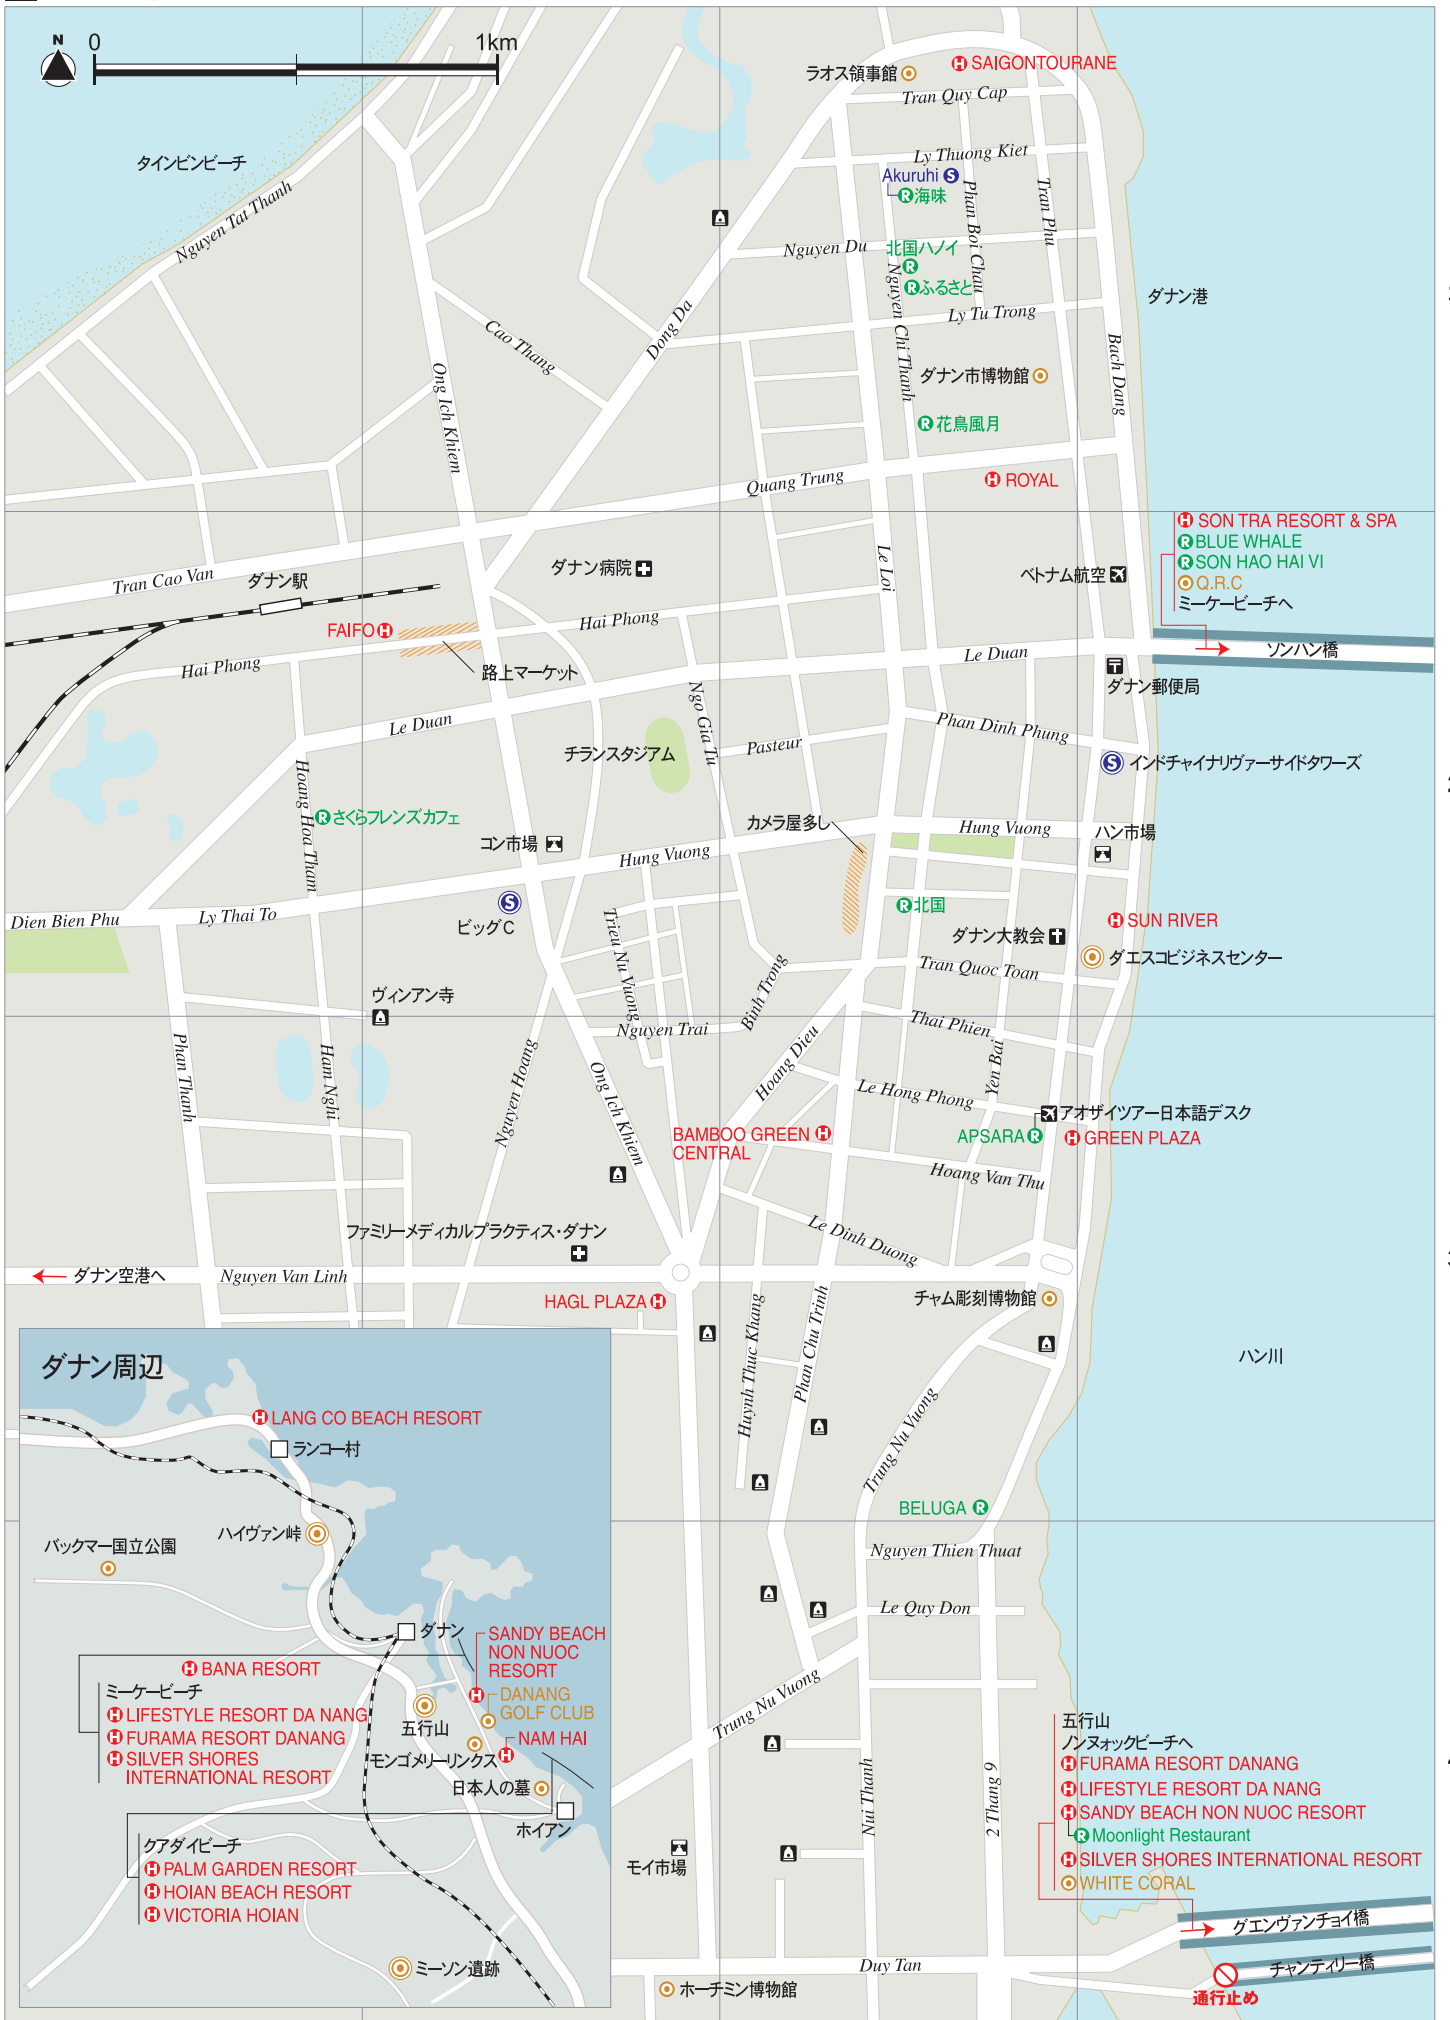 N
0
1km
タインビンビーチ
Nguyen Tat Thanh
ラオス領事館
H SAIGONTOURANE
Tran Quy Cap
Ly Thuong Kiet
Akuruhi S
R 海味
Phan Boi Chau
Tran Phu
Nguyen Du
北国ハノイ
R
R ふるさと
Nguyen Chi Thanh
ダナン港
Ly Tu Trong
Dong Da
Cao Thang
Ong Ich Khiem
Bach Dang
ダナン市博物館
R 花鳥風月
Quang Trung
H ROYAL
H SON TRA RESORT & SPA
R BLUE WHALE
R SON HAO HAI VI
Q.R.C
ミーケービーチへ
Tran Cao Van
ダナン駅
ダナン病院
Le Loi
ベトナム航空
FAIFO H
Hai Phong
Hai Phong
路上マーケット
Le Duan
ソンハン橋
ダナン郵便局
Le Duan
Ngo Gia Tu
チランスタジアム
Pasteur
Phan Dinh Phung
S インドチャイナリヴァーサイドタワーズ
Hoang Hoa Tham
R さくらフレンズカフェ
コン市場
カメラ屋多し
Hung Vuong
Hung Vuong
ハン市場
Dien Bien Phu
Ly Thai To
S
ビッグC
Trieu Nu Vuong
R 北国
H SUN RIVER
ダナン大教会
ダエスコビジネスセンター
Tran Quoc Toan
ヴィンアン寺
Binh Trong
Nguyen Trai
Thai Phien
Phan Thanh
Ham Nghi
Nguyen Hoang
Ong Ich Khiem
Hoang Dieu
Yen Bai
Le Hong Phong
アオザイツアー日本語デスク
BAMBOO GREEN H
CENTRAL
APSARA R
H GREEN PLAZA
Hoang Van Thu
ファミリーメディカルプラクティス・ダナン
Le Dinh Duong
ダナン空港へ
Nguyen Van Linh
HAGL PLAZA H
チャム彫刻博物館
Huynh Thuc Khang
Phan Chu Trinh
ハン川
Trung Nu Vuong
BELUGA R
Nguyen Thien Thuat
Le Quy Don
Trung Nu Vuong
Nui Thanh
2 Thang 9
モイ市場
五行山
ノンヌォックビーチへ
H FURAMA RESORT DANANG
H LIFESTYLE RESORT DA NANG
H SANDY BEACH NON NUOC RESORT
R Moonlight Restaurant
H SILVER SHORES INTERNATIONAL RESORT
WHITE CORAL
グエンヴァンチョイ橋
Duy Tan
チャンティリー橋
通行止め
ホーチミン博物館
ダナン周辺
H LANG CO BEACH RESORT
ランコー村
ハイヴァン峠
バックマー国立公園
ダナン
SANDY BEACH
NON NUOC
RESORT
H
H BANA RESORT
ミーケービーチ
H LIFESTYLE RESORT DA NANG
H FURAMA RESORT DANANG
H SILVER SHORES
INTERNATIONAL RESORT
DANANG
GOLF CLUB
五行山
モンゴメリーリンクス
H NAM HAI
日本人の墓
ホイアン
クアダイビーチ
H PALM GARDEN RESORT
H HOIAN BEACH RESORT
H VICTORIA HOIAN
ミーソン遺跡